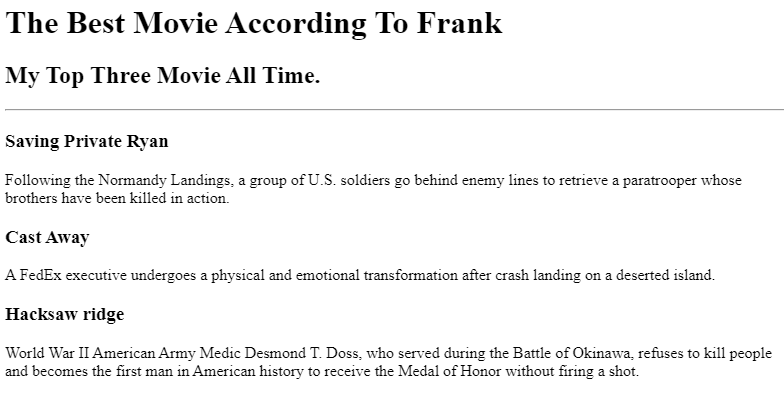 The Best Movie According To Frank
My Top Three Movie All Time.
Saving Private Ryan
Following the Normandy Landings, a group of U.S. soldiers go behind enemy lines to retrieve a paratrooper whose
brothers have been killed in action.
Cast Away
A FedEx executive undergoes a physical and emotional transformation after crash landing on a deserted island.
Hacksaw ridge
World War II American Army Medic Desmond T. Doss, who served during the Battle of Okinawa, refuses to kill people
and becomes the first man in American history to receive the Medal of Honor without firing a shot.